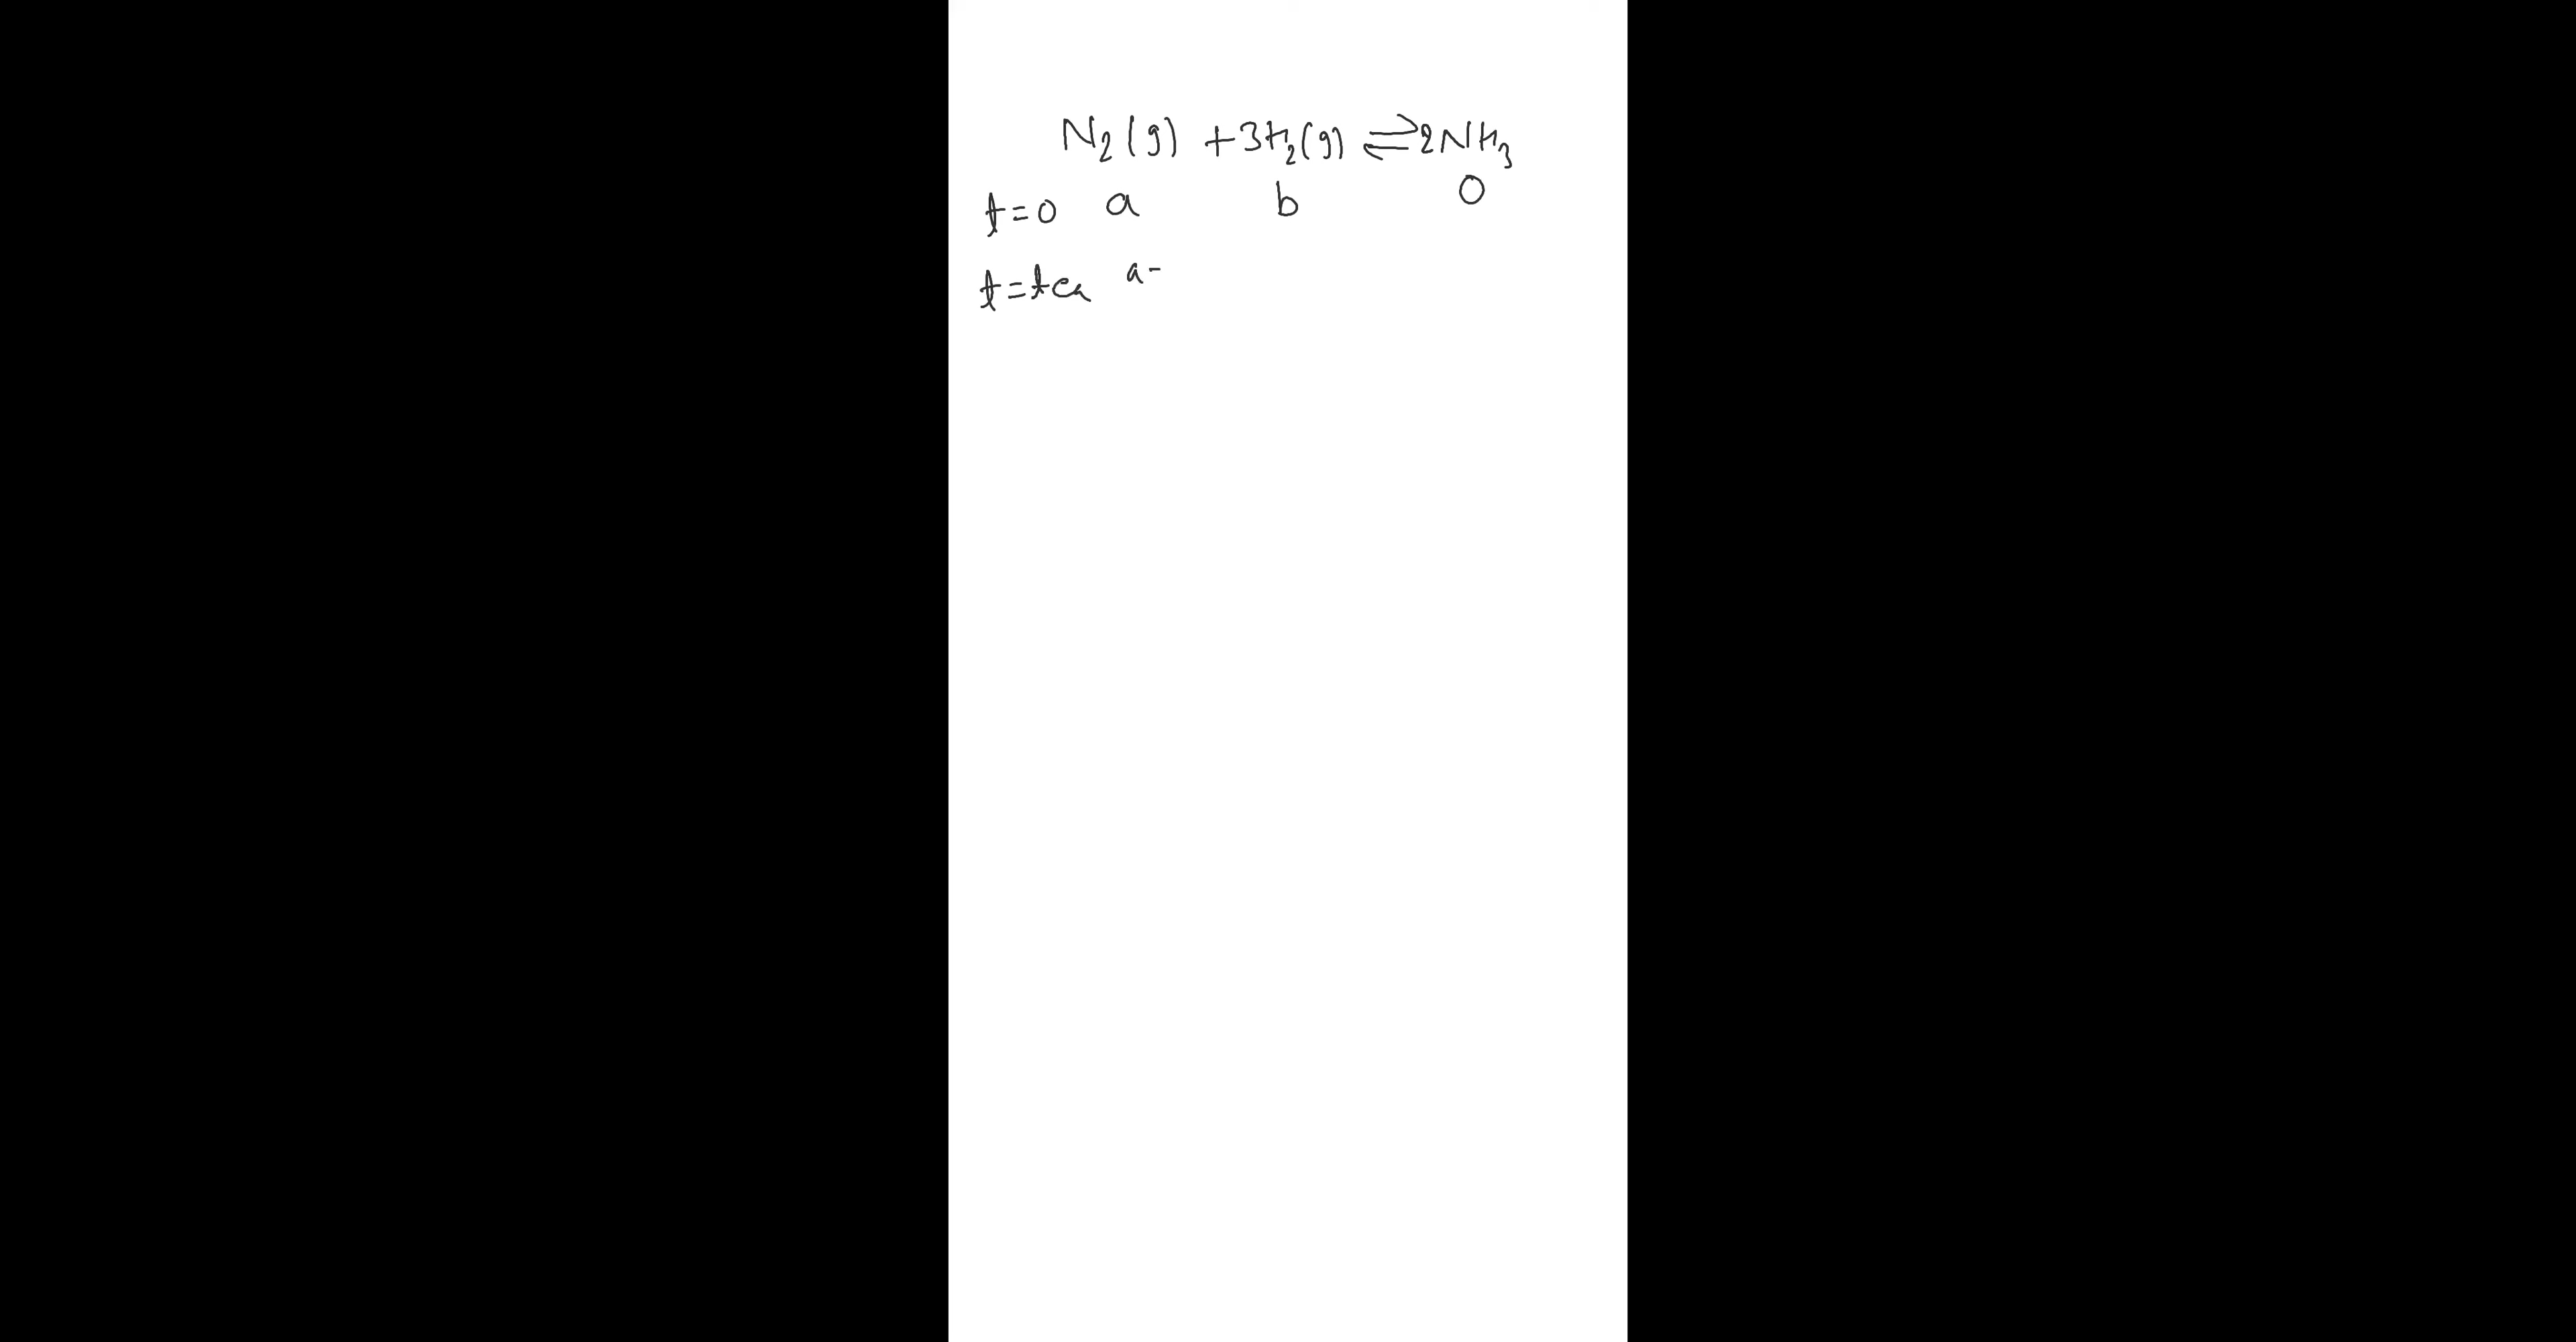 N₂(g) + 3H₂(g) ⇌ 2NH₃
t=0 a b 0
t=teq a-